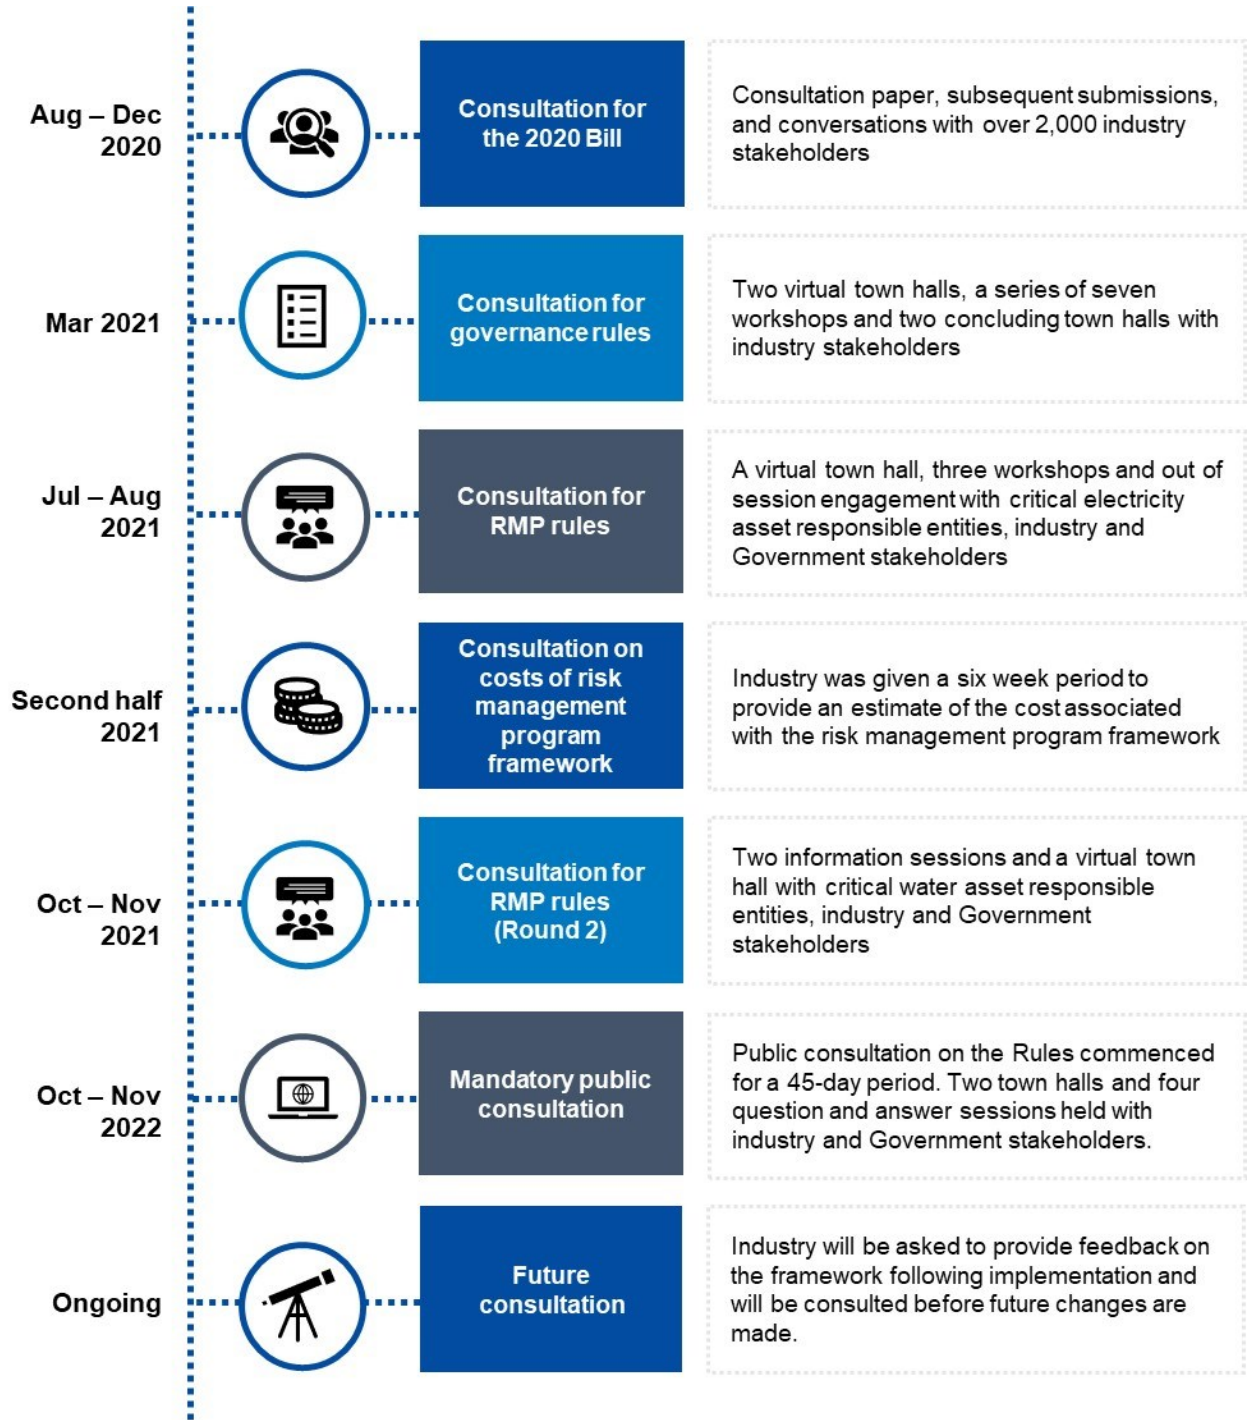 Aug – Dec
2020
Consultation for
the 2020 Bill
Consultation paper, subsequent submissions,
and conversations with over 2,000 industry
stakeholders
Mar 2021
Consultation for
governance rules
Two virtual town halls, a series of seven
workshops and two concluding town halls with
industry stakeholders
Jul – Aug
2021
Consultation for
RMP rules
A virtual town hall, three workshops and out of
session engagement with critical electricity
asset responsible entities, industry and
Government stakeholders
Second half
2021
Consultation on
costs of risk
management
program
framework
Industry was given a six week period to
provide an estimate of the cost associated
with the risk management program framework
Oct – Nov
2021
Consultation for
RMP rules
(Round 2)
Two information sessions and a virtual town
hall with critical water asset responsible
entities, industry and Government
stakeholders
Oct – Nov
2022
Mandatory public
consultation
Public consultation on the Rules commenced
for a 45-day period. Two town halls and four
question and answer sessions held with
industry and Government stakeholders.
Ongoing
Future
consultation
Industry will be asked to provide feedback on
the framework following implementation and
will be consulted before future changes are
made.